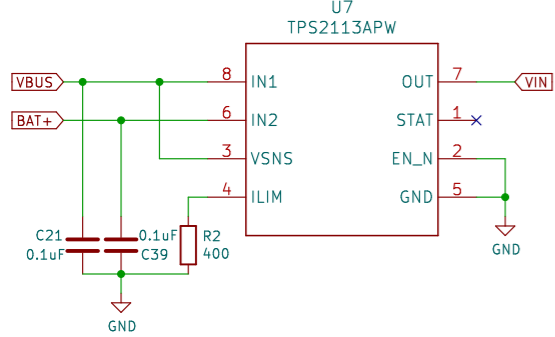 U7
TPS2113APW
VBUS 8 IN1 OUT 7 VIN
BAT+ 6 IN2 STAT 1
3 VSNS EN_N 2
4 ILIM GND 5
C21 0.1uF R2
0.1uF C39 400
GND
GND